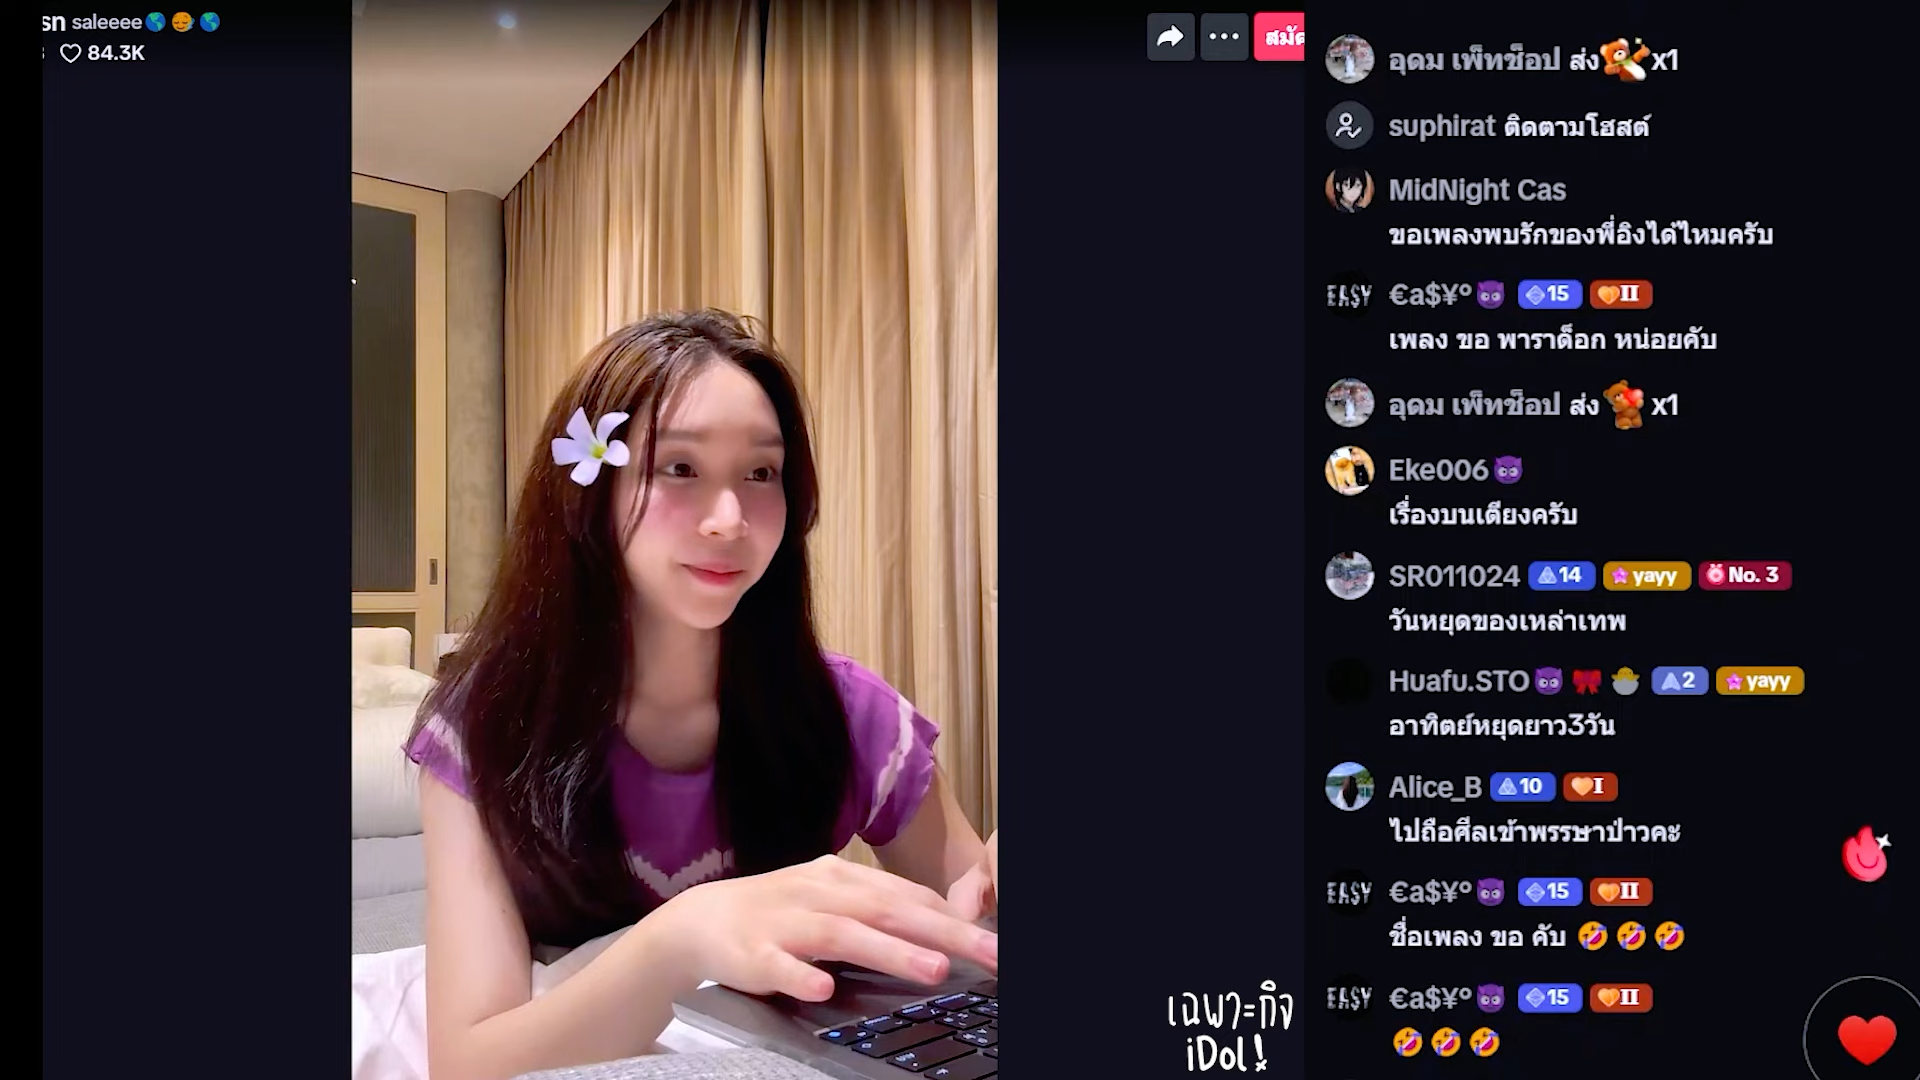 sn saleeee🌎🥴🌎
84.3K
สมัค
อุดม เพ็ทช็อป ส่ง x1
suphirat ติดตามโฮสต์
MidNight Cas
ขอเพลงพบรักของพี่อิงได้ไหมครับ
EASY €a$¥°😈 15 II
เพลง ขอ พาราด็อก หน่อยคับ
อุดม เพ็ทช็อป ส่ง x1
Eke006😈
เรื่องบนเตียงครับ
SR011024 14 yayy No. 3
วันหยุดของเหล่าเทพ
Huafu.STO😈🎀🐣 2 yayy
อาทิตย์หยุดยาว3วัน
Alice_B 10 I
ไปถือศีลเข้าพรรษาป่าวคะ
EASY €a$¥°😈 15 II
ชื่อเพลง ขอ คับ 🤣🤣🤣
EASY €a$¥°😈 15 II
🤣🤣🤣
เฉพาะกิจ
iDol!